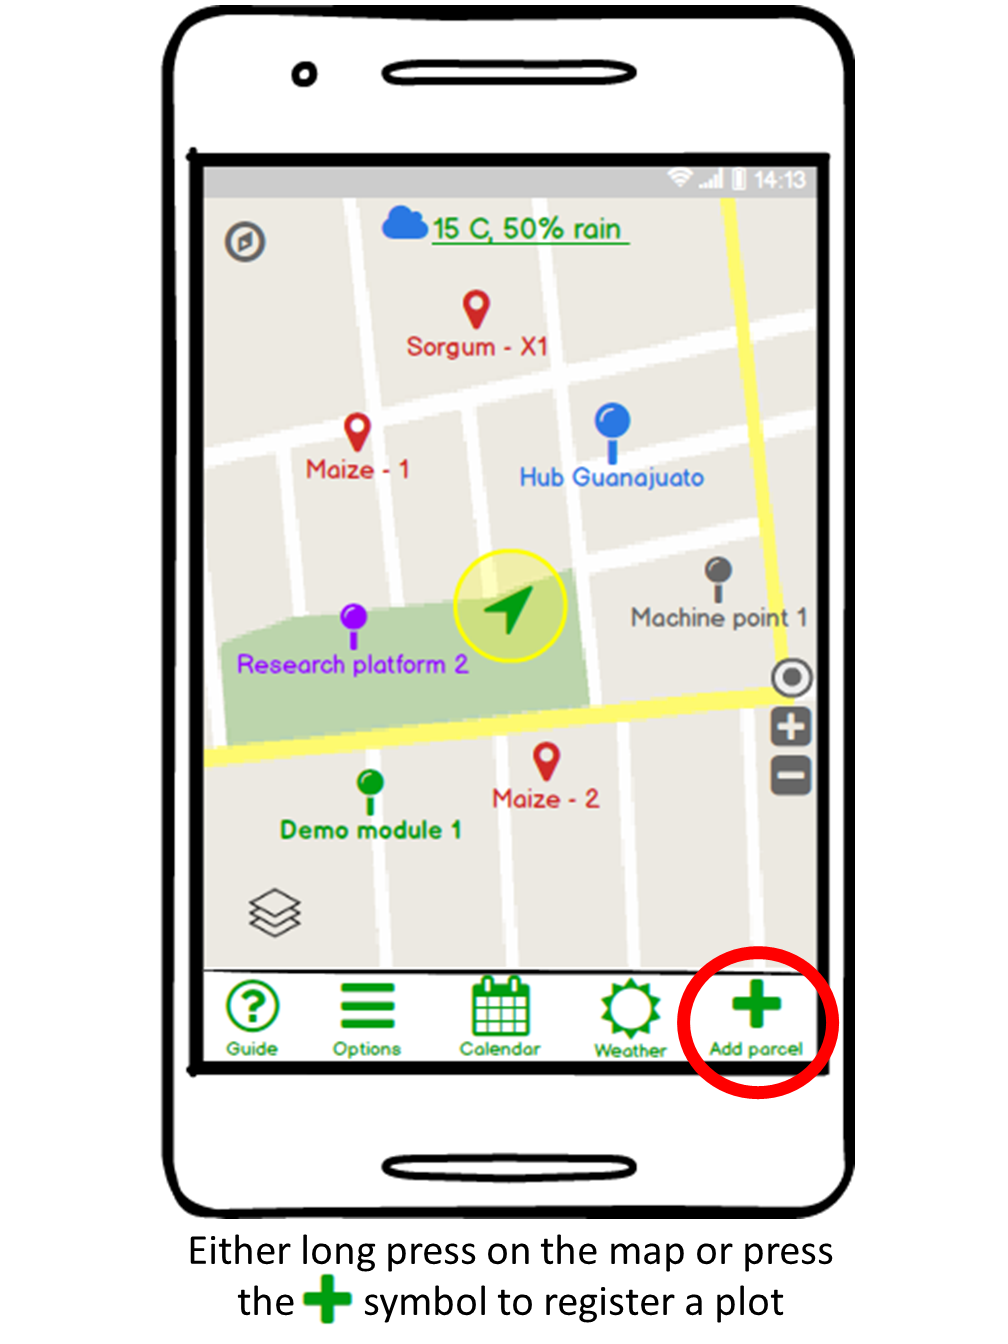 14:13
15 C, 50% rain
Sorgum - X1
Maize - 1
Hub Guanajuato
Machine point 1
Research platform 2
Maize - 2
Demo module 1
Guide
Options
Calendar
Weather
Add parcel
Either long press on the map or press
the symbol to register a plot